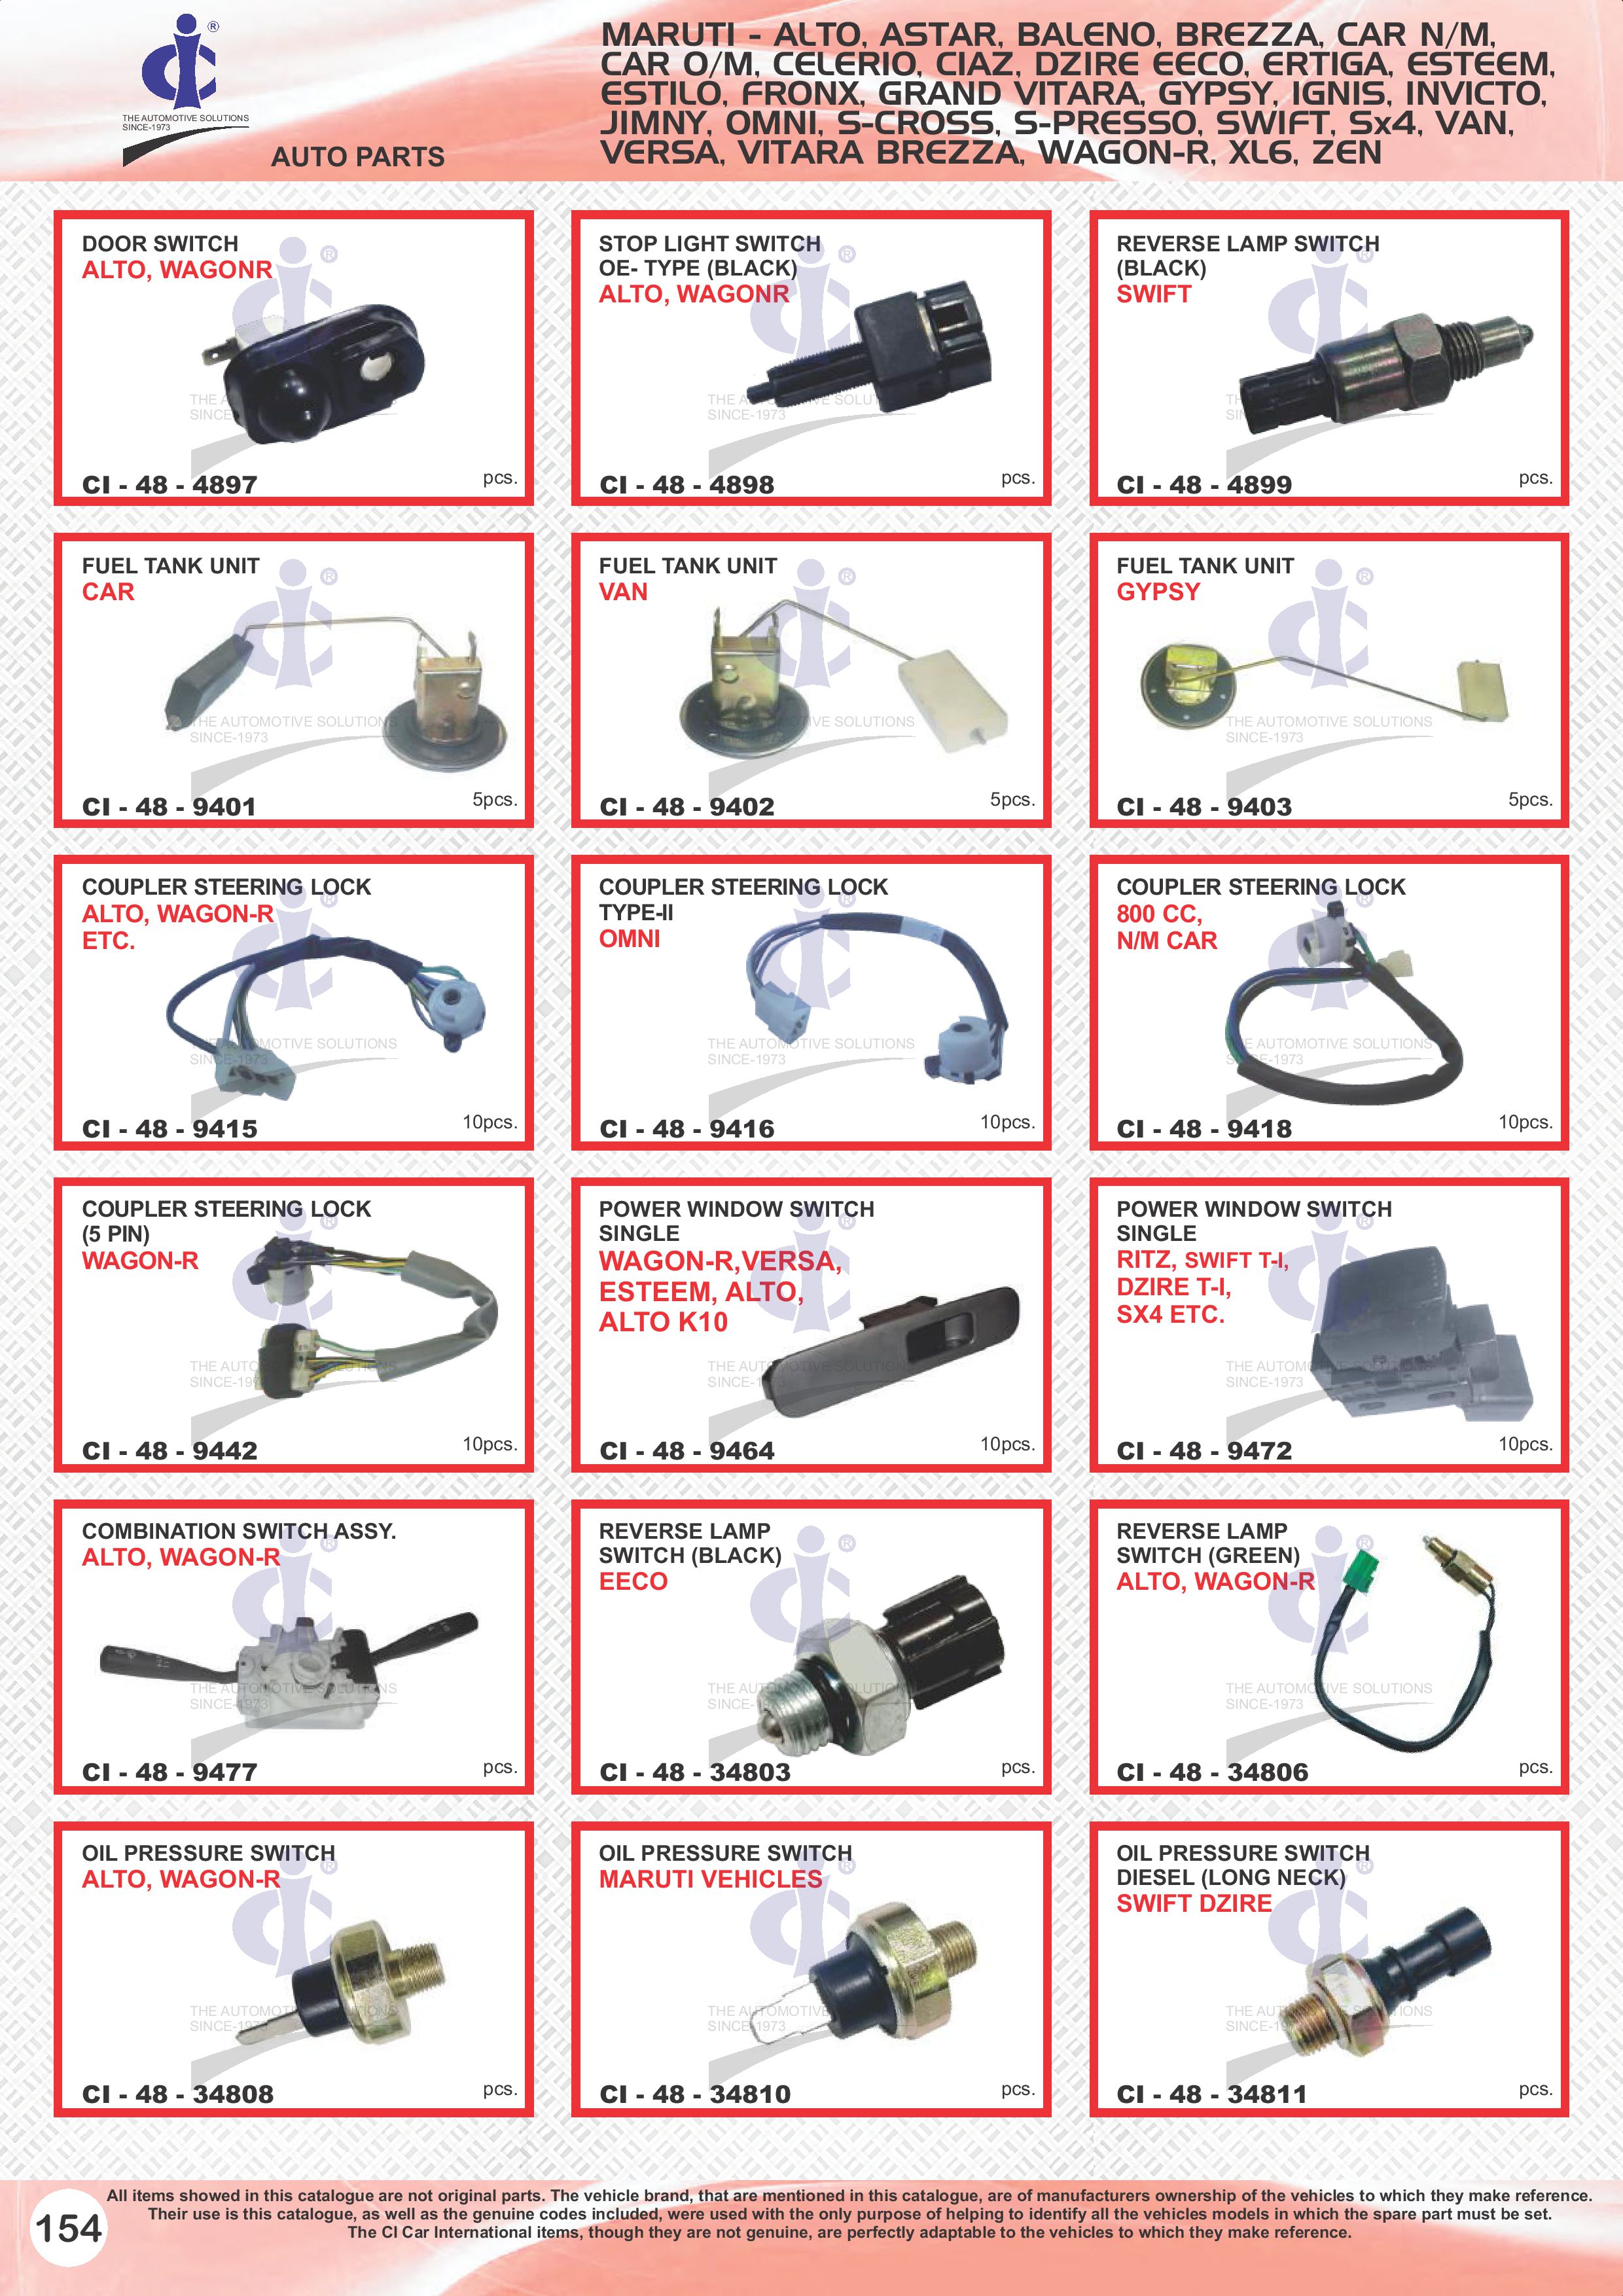 ®
THE AUTOMOTIVE SOLUTIONS
SINCE-1973
AUTO PARTS
MARUTI - ALTO, ASTAR, BALENO, BREZZA, CAR N/M,
CAR O/M, CELERIO, CIAZ, DZIRE EECO, ERTIGA, ESTEEM,
ESTILO, FRONX, GRAND VITARA, GYPSY, IGNIS, INVICTO,
JIMNY, OMNI, S-CROSS, S-PRESSO, SWIFT, Sx4, VAN,
VERSA, VITARA BREZZA, WAGON-R, XL6, ZEN
DOOR SWITCH
ALTO, WAGONR
CI - 48 - 4897
pcs.
STOP LIGHT SWITCH
OE- TYPE (BLACK)
ALTO, WAGONR
CI - 48 - 4898
pcs.
REVERSE LAMP SWITCH
(BLACK)
SWIFT
CI - 48 - 4899
pcs.
FUEL TANK UNIT
CAR
CI - 48 - 9401
5pcs.
FUEL TANK UNIT
VAN
CI - 48 - 9402
5pcs.
FUEL TANK UNIT
GYPSY
CI - 48 - 9403
5pcs.
COUPLER STEERING LOCK
ALTO, WAGON-R
ETC.
CI - 48 - 9415
10pcs.
COUPLER STEERING LOCK
TYPE-II
OMNI
CI - 48 - 9416
10pcs.
COUPLER STEERING LOCK
800 CC,
N/M CAR
CI - 48 - 9418
10pcs.
COUPLER STEERING LOCK
(5 PIN)
WAGON-R
CI - 48 - 9442
10pcs.
POWER WINDOW SWITCH
SINGLE
WAGON-R,VERSA,
ESTEEM, ALTO,
ALTO K10
CI - 48 - 9464
10pcs.
POWER WINDOW SWITCH
SINGLE
RITZ, SWIFT T-I,
DZIRE T-I,
SX4 ETC.
CI - 48 - 9472
10pcs.
COMBINATION SWITCH ASSY.
ALTO, WAGON-R
CI - 48 - 9477
pcs.
REVERSE LAMP
SWITCH (BLACK)
EECO
CI - 48 - 34803
pcs.
REVERSE LAMP
SWITCH (GREEN)
ALTO, WAGON-R
CI - 48 - 34806
pcs.
OIL PRESSURE SWITCH
ALTO, WAGON-R
CI - 48 - 34808
pcs.
OIL PRESSURE SWITCH
MARUTI VEHICLES
CI - 48 - 34810
pcs.
OIL PRESSURE SWITCH
DIESEL (LONG NECK)
SWIFT DZIRE
CI - 48 - 34811
pcs.
154
All items showed in this catalogue are not original parts. The vehicle brand, that are mentioned in this catalogue, are of manufacturers ownership of the vehicles to which they make reference.
Their use is this catalogue, as well as the genuine codes included, were used with the only purpose of helping to identify all the vehicles models in which the spare part must be set.
The CI Car International items, though they are not genuine, are perfectly adaptable to the vehicles to which they make reference.